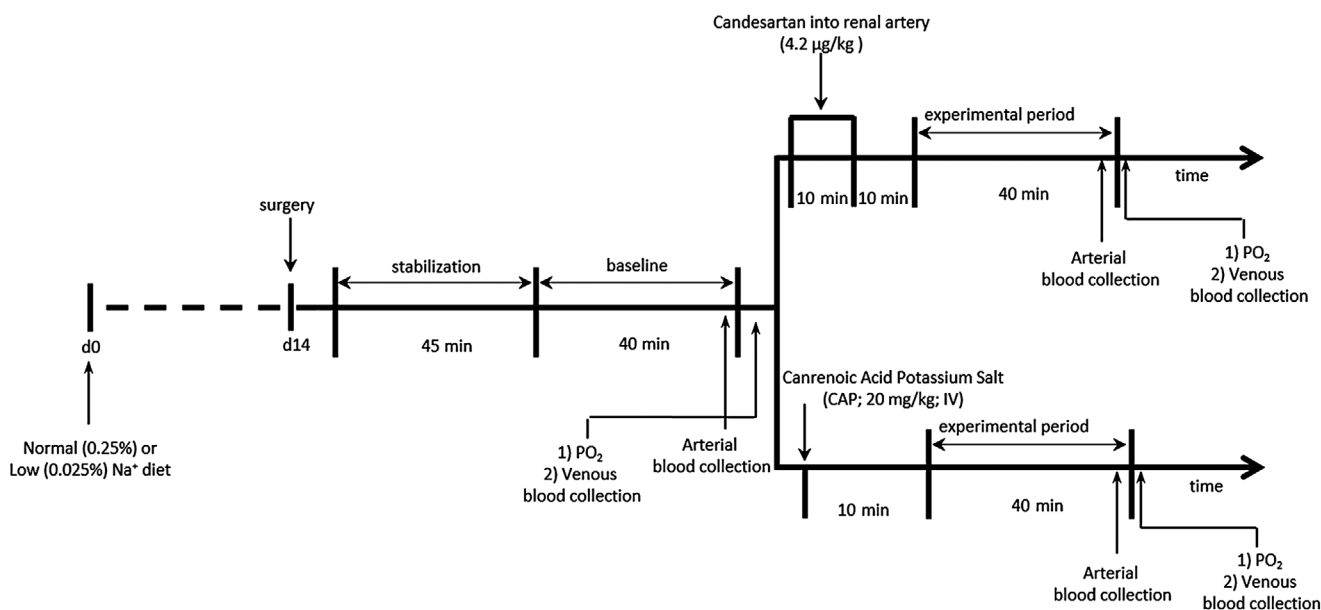 Candesartan into renal artery
(4.2 µg/kg )
experimental period
10 min
10 min
40 min
time
Arterial
blood collection
1) PO₂
2) Venous
blood collection
surgery
stabilization
baseline
d0
d14
45 min
40 min
Normal (0.25%) or
Low (0.025%) Na⁺ diet
1) PO₂
2) Venous
blood collection
Arterial
blood collection
Canrenoic Acid Potassium Salt
(CAP; 20 mg/kg; IV)
experimental period
10 min
40 min
time
Arterial
blood collection
1) PO₂
2) Venous
blood collection